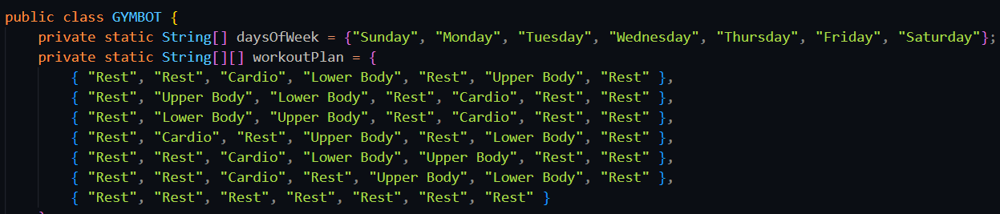 public class GYMBOT {
    private static String[] daysOfWeek = {"Sunday", "Monday", "Tuesday", "Wednesday", "Thursday", "Friday", "Saturday"};
    private static String[][] workoutPlan = {
        { "Rest", "Rest", "Cardio", "Lower Body", "Rest", "Upper Body", "Rest" },
        { "Rest", "Upper Body", "Lower Body", "Rest", "Cardio", "Rest", "Rest" },
        { "Rest", "Lower Body", "Upper Body", "Rest", "Cardio", "Rest", "Rest" },
        { "Rest", "Cardio", "Rest", "Upper Body", "Rest", "Lower Body", "Rest" },
        { "Rest", "Rest", "Cardio", "Lower Body", "Upper Body", "Rest", "Rest" },
        { "Rest", "Rest", "Cardio", "Rest", "Upper Body", "Lower Body", "Rest" },
        { "Rest", "Rest", "Rest", "Rest", "Rest", "Rest", "Rest" }